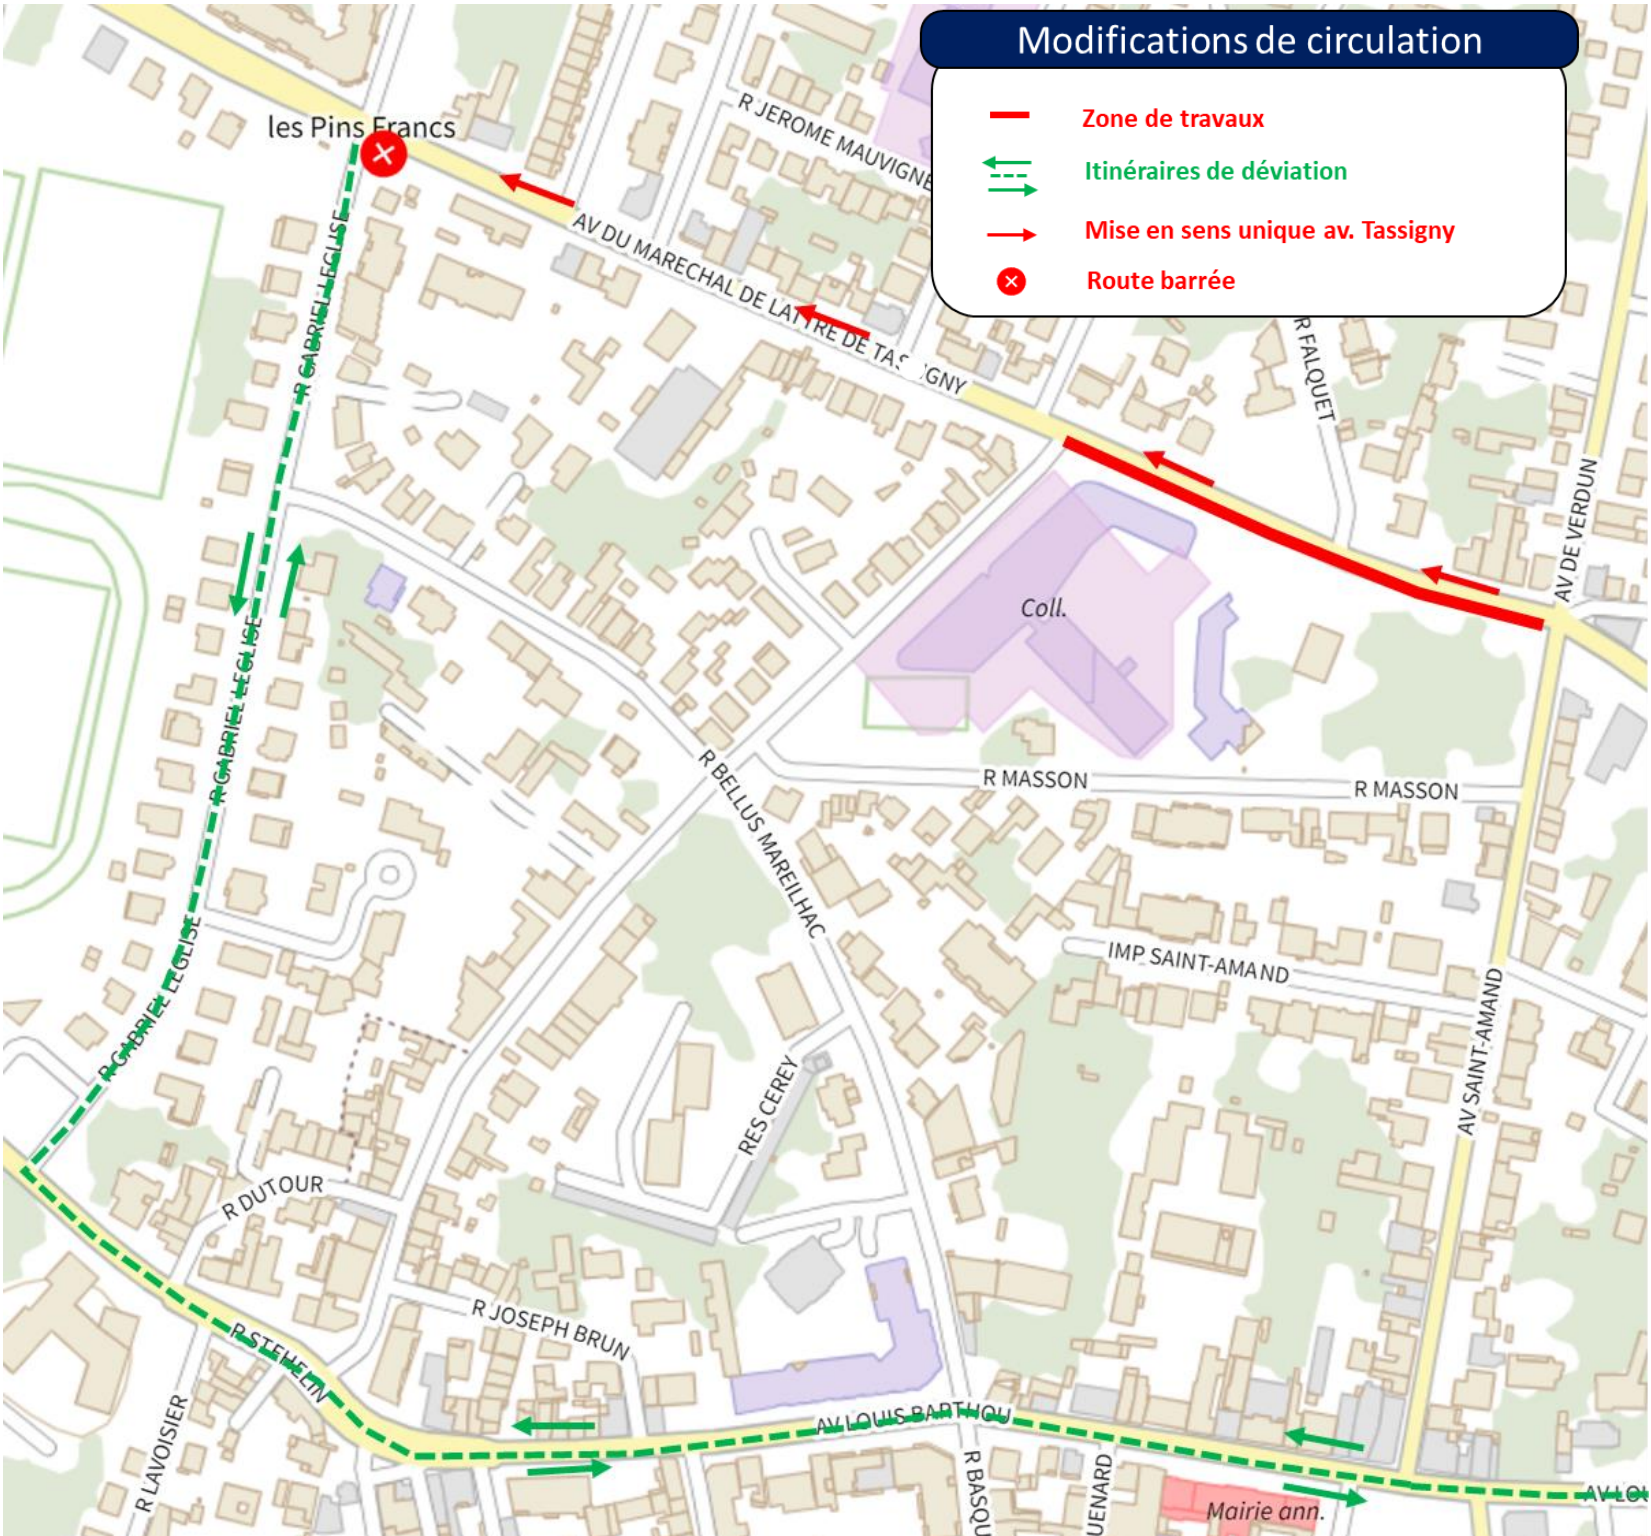 Modifications de circulation
Zone de travaux
Itinéraires de déviation
Mise en sens unique av. Tassigny
Route barrée
les Pins Francs
R JEROME MAUVIGNE
AV DU MARECHAL DE LATTRE DE TAS IGNY
R GABRIEL LEGLISE
R FALQUET
AV DE VERDUN
Coll.
R GABRIEL LEGLISE
R BELLUS MAREILHAC
R MASSON
R MASSON
R GABRIEL LEGLISE
IMP SAINT-AMAND
AV SAINT-AMAND
RES CEREY
R DUTOUR
R JOSEPH BRUN
R STEHELIN
R LAVOISIER
AV LOUIS BARTHOU
R BASQU
UENARD
Mairie ann.
AV LOU